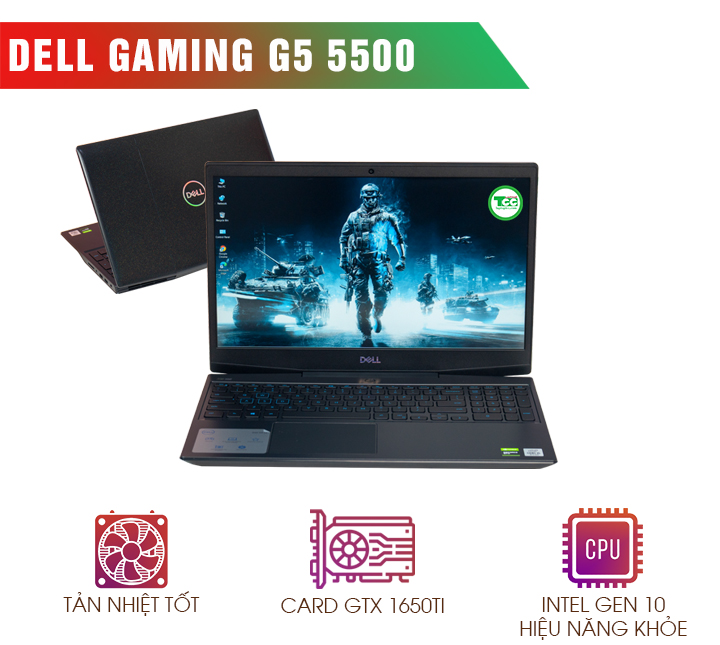 DELL GAMING G5 5500
DELL
TCC
DELL
CPU
TẢN NHIỆT TỐT
CARD GTX 1650TI
INTEL GEN 10
HIỆU NĂNG KHỎE